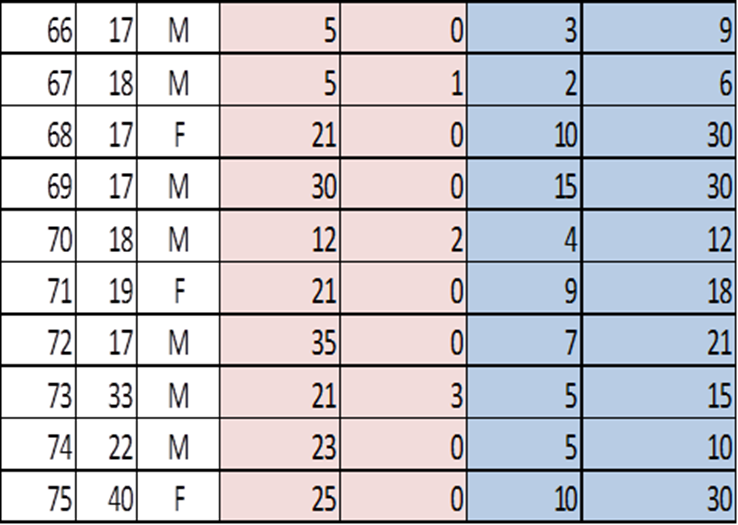 66 17 M 5 0 3 9
67 18 M 5 1 2 6
68 17 F 21 0 10 30
69 17 M 30 0 15 30
70 18 M 12 2 4 12
71 19 F 21 0 9 18
72 17 M 35 0 7 21
73 33 M 21 3 5 15
74 22 M 23 0 5 10
75 40 F 25 0 10 30